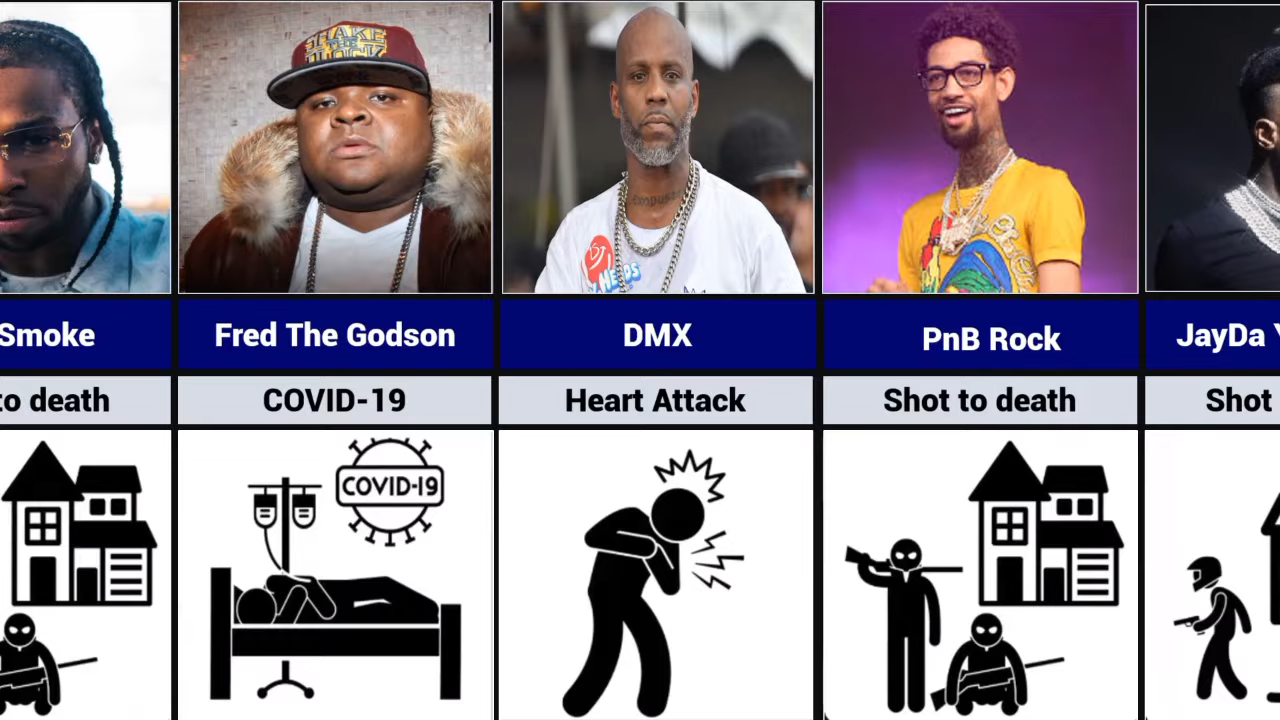 Smoke
Fred The Godson
DMX
PnB Rock
JayDa
to death
COVID-19
Heart Attack
Shot to death
Shot
COVID-19